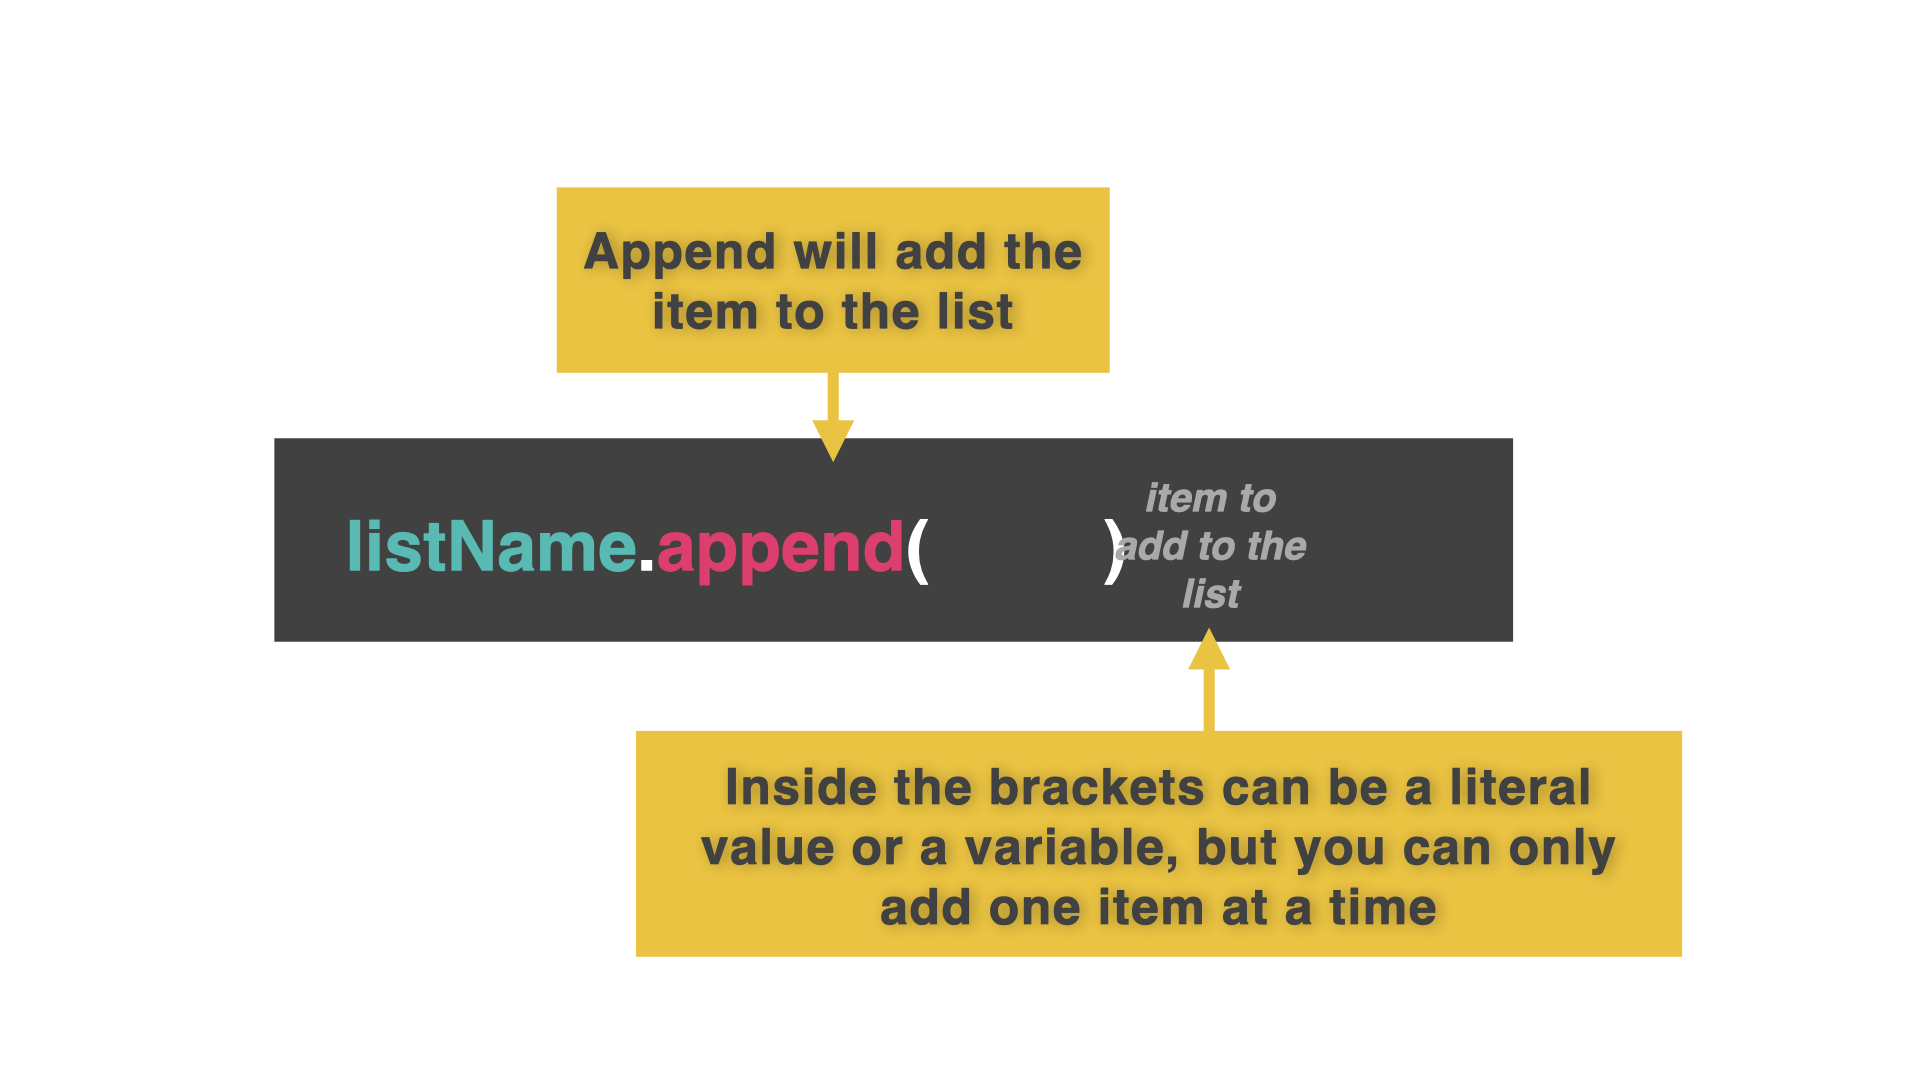 Append will add the
item to the list
listName.append( )
item to
add to the
list
Inside the brackets can be a literal
value or a variable, but you can only
add one item at a time